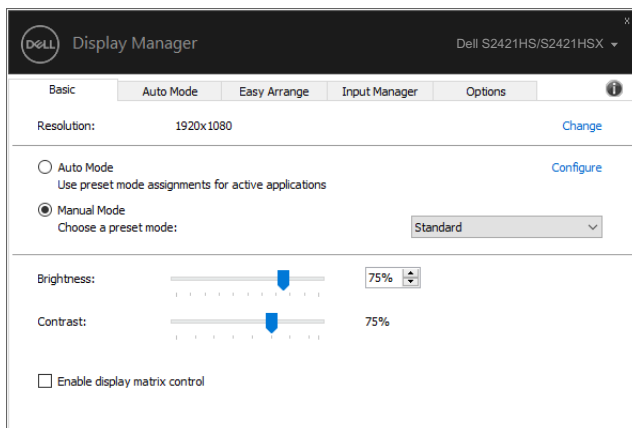 x
DELL Display Manager Dell S2421HS/S2421HSX
Basic Auto Mode Easy Arrange Input Manager Options
Resolution: 1920x1080 Change
Auto Mode Configure
Use preset mode assignments for active applications
Manual Mode
Choose a preset mode: Standard
Brightness: 75%
Contrast: 75%
Enable display matrix control